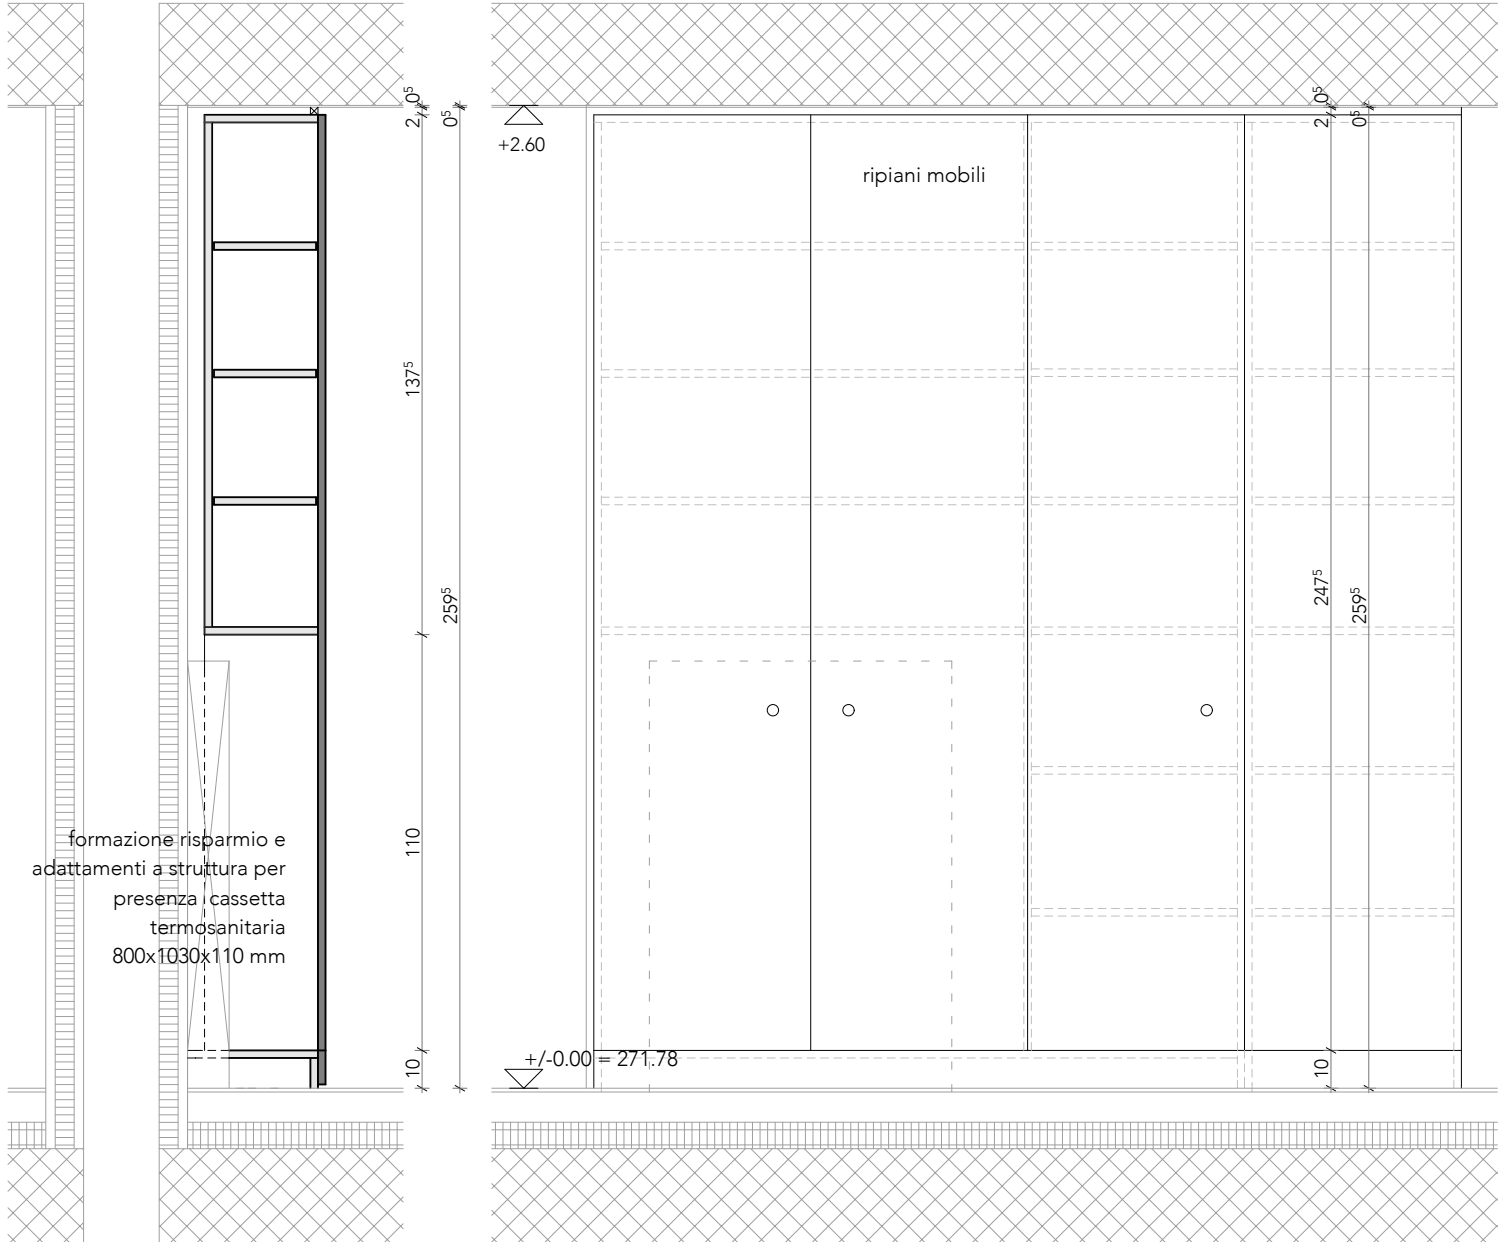 2 0⁵
0⁵
+2.60
ripiani mobili
2 0⁵
0⁵
137⁵
259⁵
247⁵
259⁵
formazione risparmio e
adattamenti a struttura per
presenza cassetta
termosanitaria
800x1030x110 mm
110
10
+/-0.00 = 271.78
10